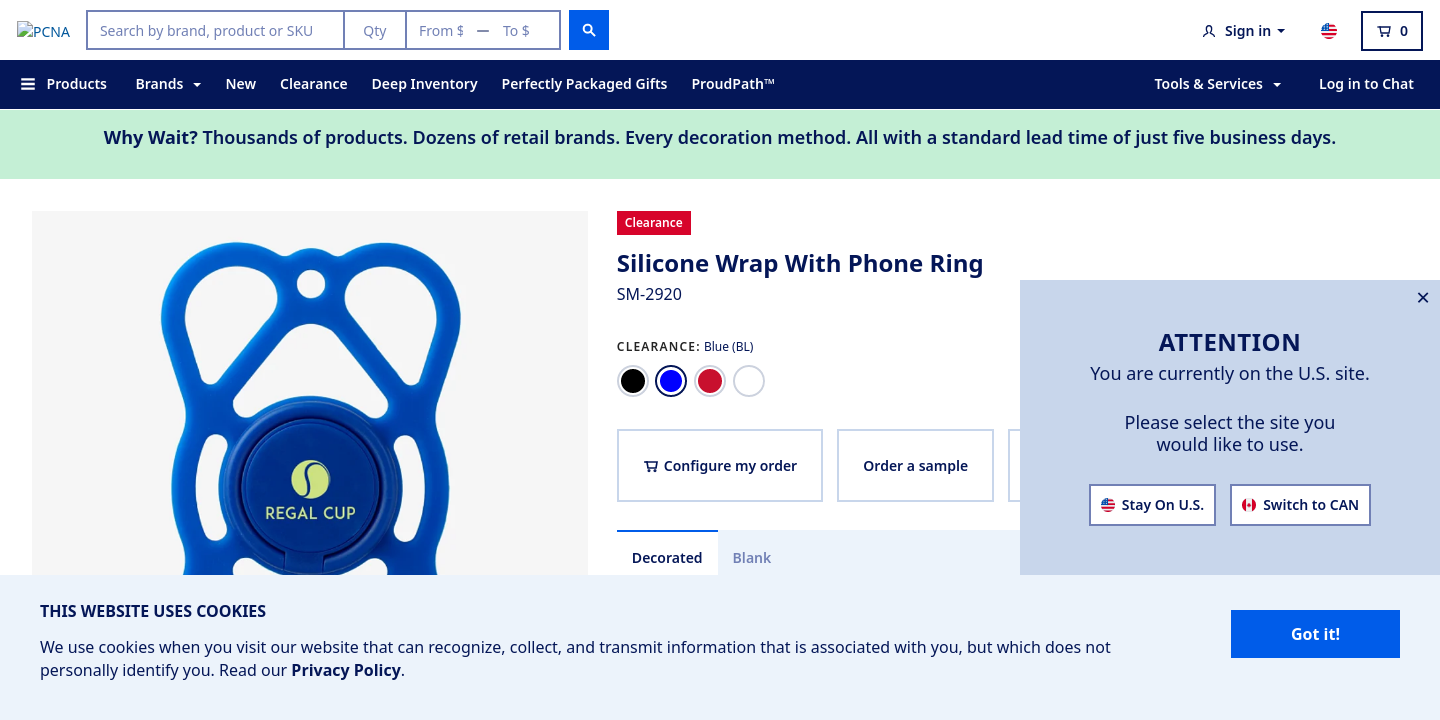 PCNA
Search by brand, product or SKU
Qty
From $ — To $
Sign in
0
Products
Brands
New
Clearance
Deep Inventory
Perfectly Packaged Gifts
ProudPath™
Tools & Services
Log in to Chat
Why Wait? Thousands of products. Dozens of retail brands. Every decoration method. All with a standard lead time of just five business days.
REGAL CUP
Clearance
Silicone Wrap With Phone Ring
SM-2920
CLEARANCE: Blue (BL)
Configure my order
Order a sample
Decorated
Blank
×
ATTENTION
You are currently on the U.S. site.
Please select the site you
would like to use.
Stay On U.S.
Switch to CAN
THIS WEBSITE USES COOKIES
We use cookies when you visit our website that can recognize, collect, and transmit information that is associated with you, but which does not
personally identify you. Read our Privacy Policy.
Got it!